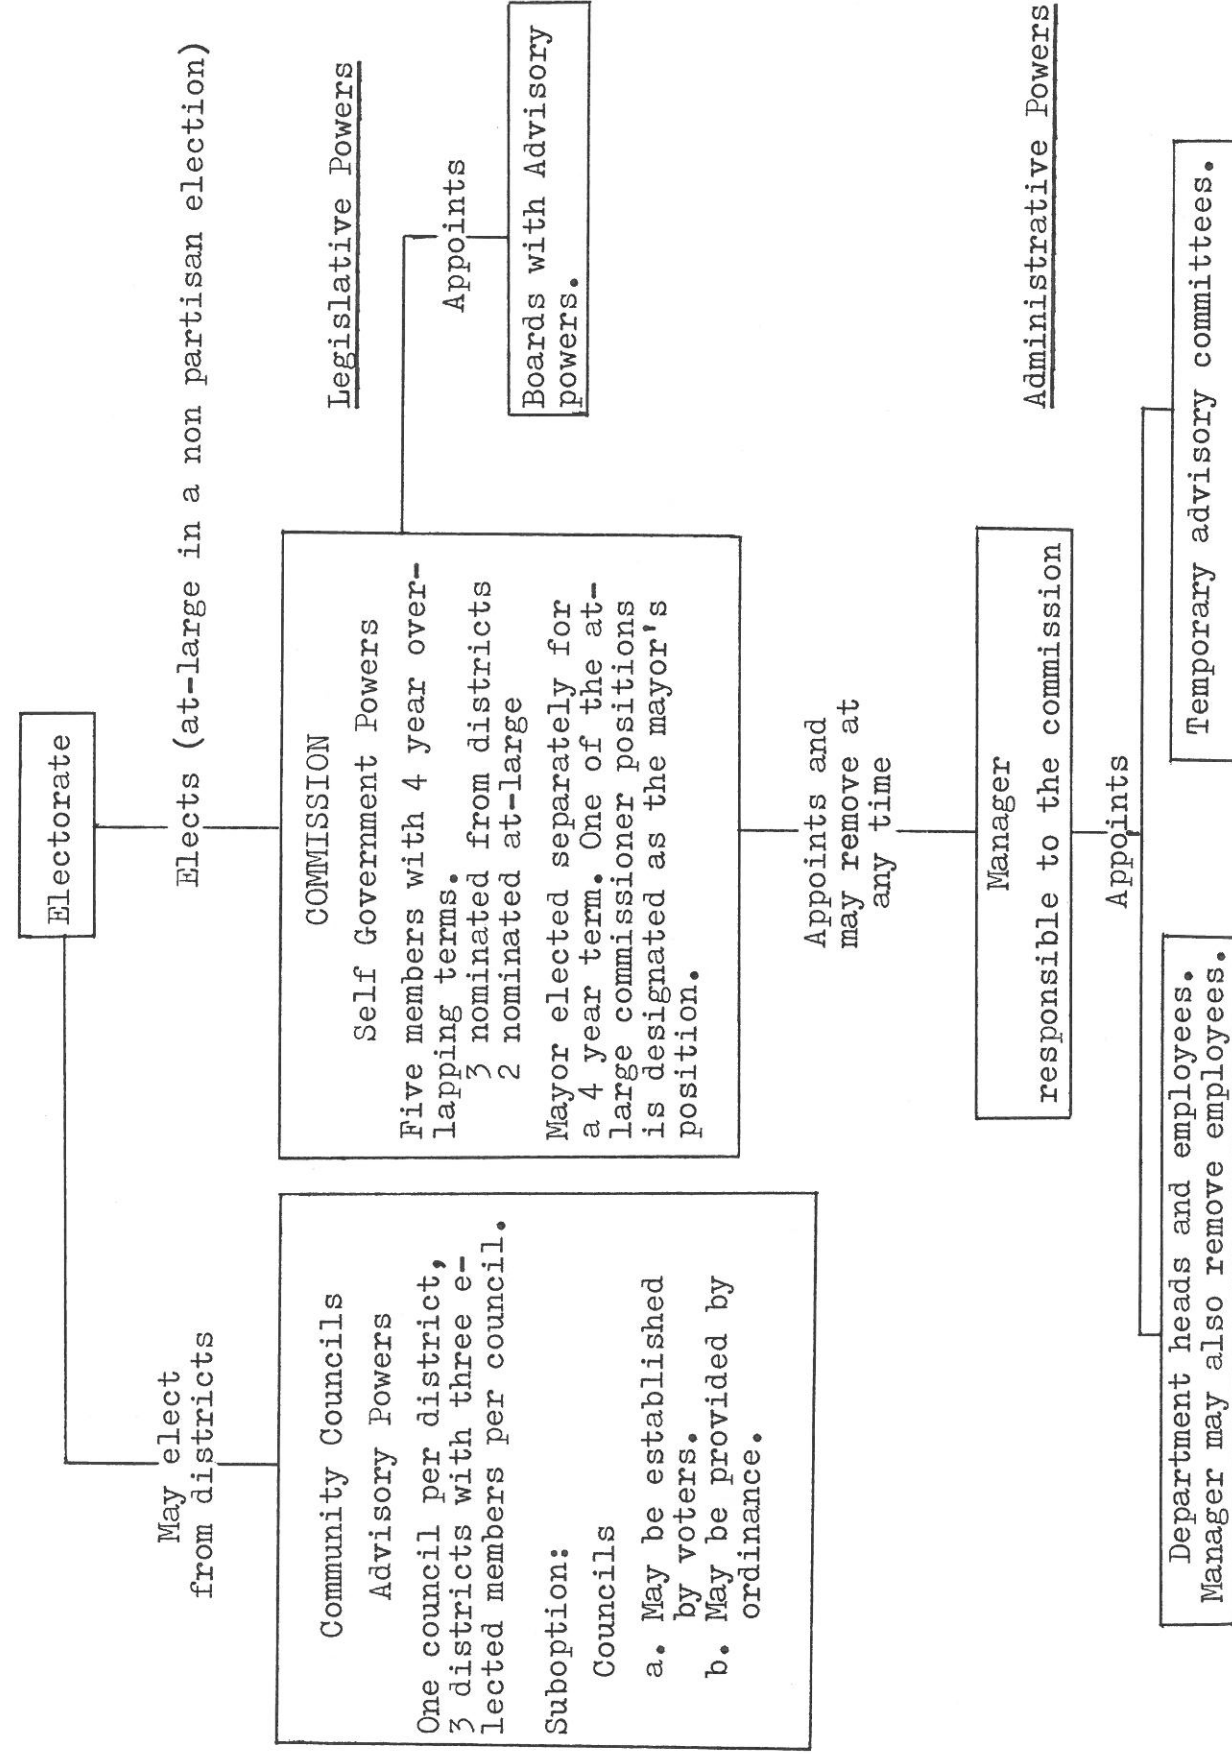 Electorate
May elect
from districts
Elects (at-large in a non partisan election)
Community Councils
Advisory Powers
One council per district,
3 districts with three e-
lected members per council.
Suboption:
Councils
a. May be established
by voters.
b. May be provided by
ordinance.
COMMISSION
Self Government Powers
Five members with 4 year over-
lapping terms.
3 nominated from districts
2 nominated at-large
Mayor elected separately for
a 4 year term. One of the at-
large commissioner positions
is designated as the mayor's
position.
Legislative Powers
Appoints
Boards with Advisory
powers.
Appoints and
may remove at
any time
Manager
responsible to the commission
Administrative Powers
Appoints
Department heads and employees.
Manager may also remove employees.
Temporary advisory committees.